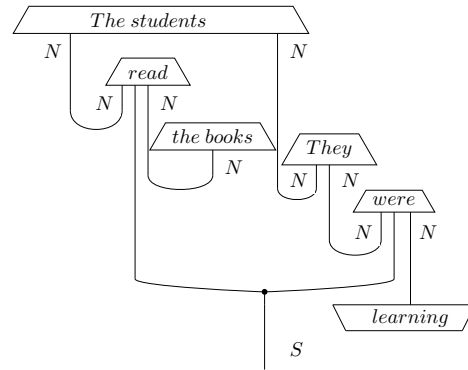 The students
N N
read
N N
the books
They
N
N N
were
N N
learning
S